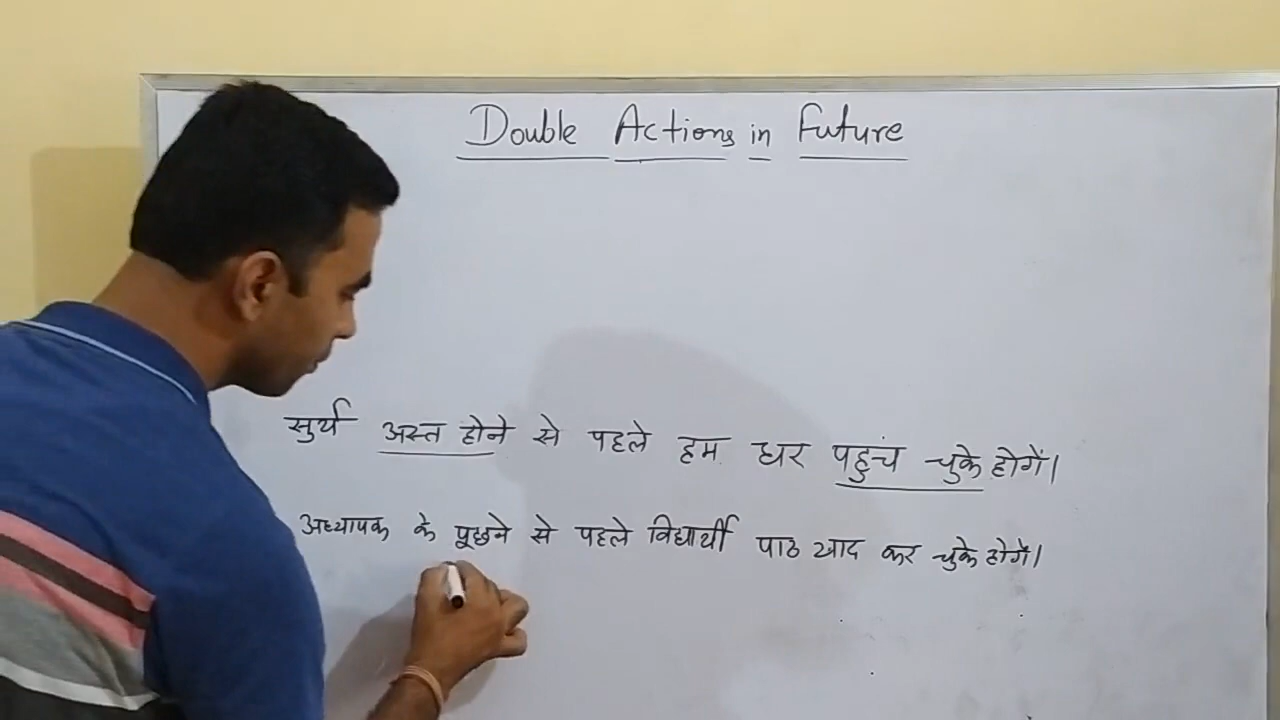 Double Actions in Future
सुर्य अस्त होने से पहले हम घर पहुचं चुके होगें।
अध्यापक के पूछने से पहले विद्यार्थी पाठ याद कर चुके होगें।